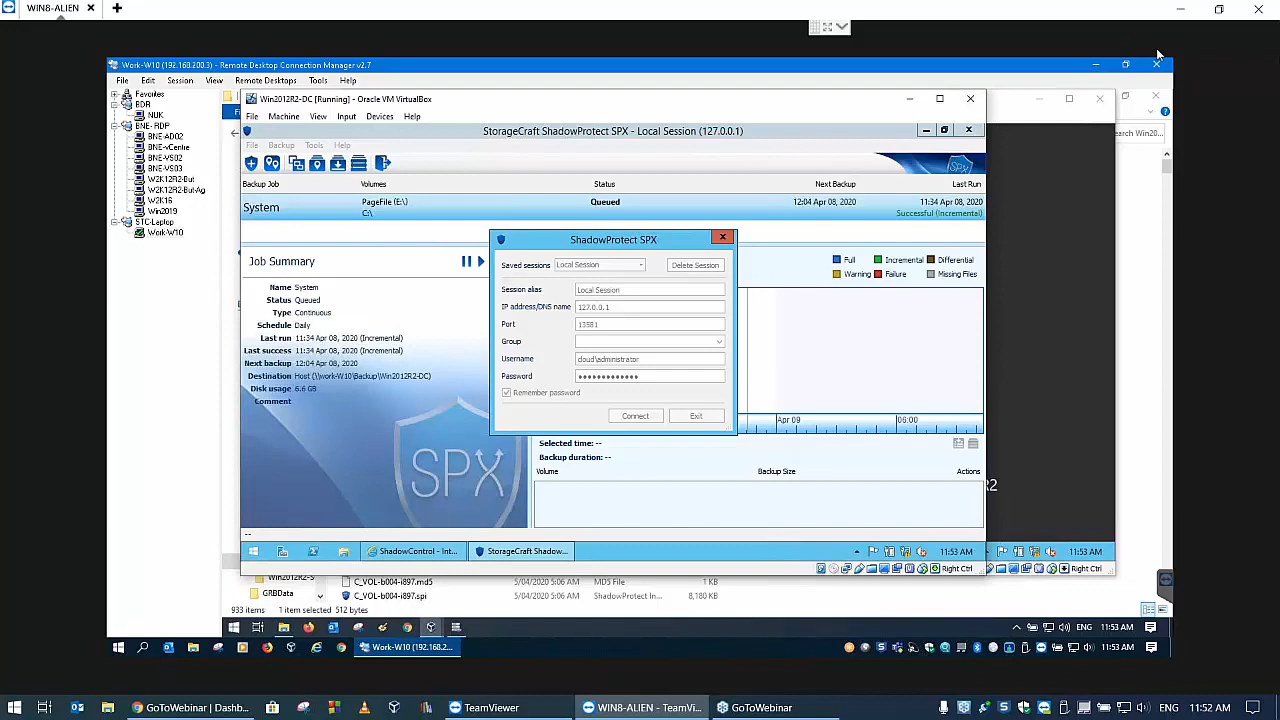 WIN8-ALIEN
Work-W10 (192.168.200.3) - Remote Desktop Connection Manager v2.7
File Edit Session View Remote Desktops Tools Help
Favorites
BDR
NUK
BNE- RDP
BNE-AD02
BNE-vCentre
BNE-VS02
BNE-VS03
W2K12R2-But
W2K12R2-But-Ag
W2K16
Win2019
STC-Laptop
Work-W10
Win2012R2-DC [Running] - Oracle VM VirtualBox
File Machine View Input Devices Help
earch Win20...
StorageCraft ShadowProtect SPX - Local Session (127.0.0.1)
File Backup Tools Help
Backup Job Volumes Status Next Backup Last Run
System PageFile (E:\) Queued 12:04 Apr 08, 2020 11:34 Apr 08, 2020
C:\ Successful (Incremental)
Job Summary
Name System
Status Queued
Type Continuous
Schedule Daily
Last run 11:34 Apr 08, 2020 (Incremental)
Last success 11:34 Apr 08, 2020 (Incremental)
Next backup 12:04 Apr 08, 2020
Destination Host (\\work-W10\Backup\Win2012R2-DC)
Disk usage 6.6 GB
Comment
SPX
ShadowProtect SPX
Saved sessions Local Session Delete Session
Session alias Local Session
IP address/DNS name 127.0.0.1
Port 13581
Group
Username cloud\administrator
Password •••••••••••••
Remember password
Connect Exit
Full Incremental Differential
Warning Failure Missing Files
Apr 09 06:00
Selected time: --
Backup duration: --
Volume Backup Size Actions
--
R2
ShadowControl - Int...
StorageCraft Shadow...
11:53 AM
11:53 AM
Right Ctrl
Right Ctrl
Win2012R2-S
GRBData
C_VOL-b004-i897.md5 5/04/2020 5:06 AM MD5 File 1 KB
C_VOL-b004-i897.spi 5/04/2020 5:06 AM ShadowProtect In... 8,180 KB
933 items 1 item selected 512 bytes
ENG 11:53 AM
Work-W10 (192.168.2...
ENG 11:53 AM
GoToWebinar | Dashb...
TeamViewer
WIN8-ALIEN - TeamVi...
GoToWebinar
ENG 11:52 AM